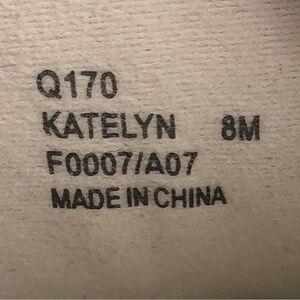 Q170
KATELYN 8M
F0007/A07
MADE IN CHINA